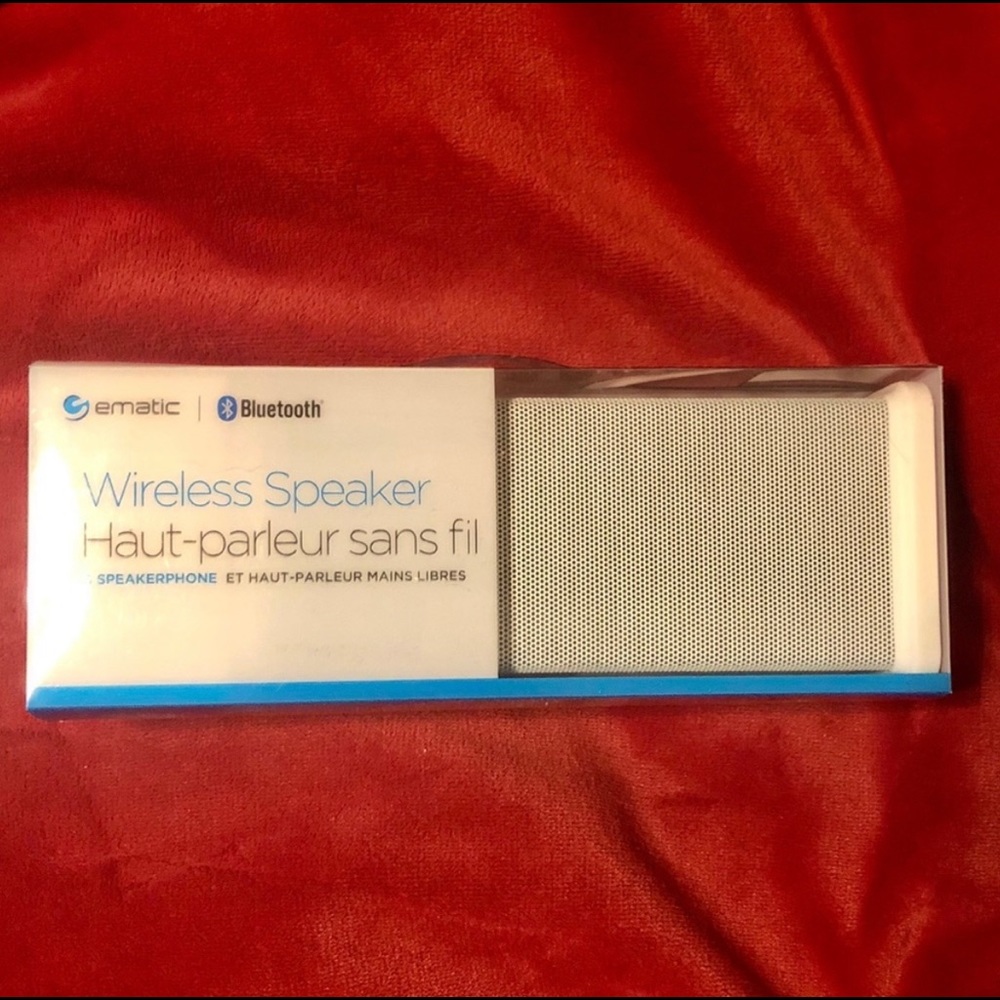 ematic | Bluetooth®
Wireless Speaker
Haut-parleur sans fil
SPEAKERPHONE ET HAUT-PARLEUR MAINS LIBRES